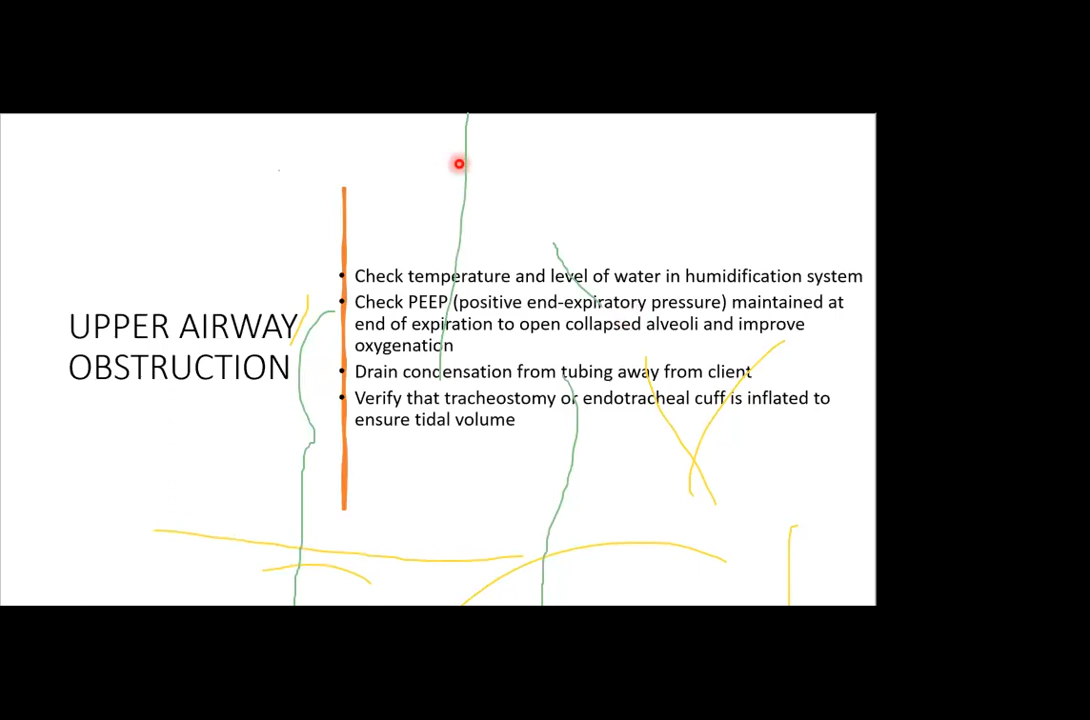 UPPER AIRWAY
OBSTRUCTION
• Check temperature and level of water in humidification system
• Check PEEP (positive end-expiratory pressure) maintained at
end of expiration to open collapsed alveoli and improve
oxygenation
• Drain condensation from tubing away from client
• Verify that tracheostomy or endotracheal cuff is inflated to
ensure tidal volume